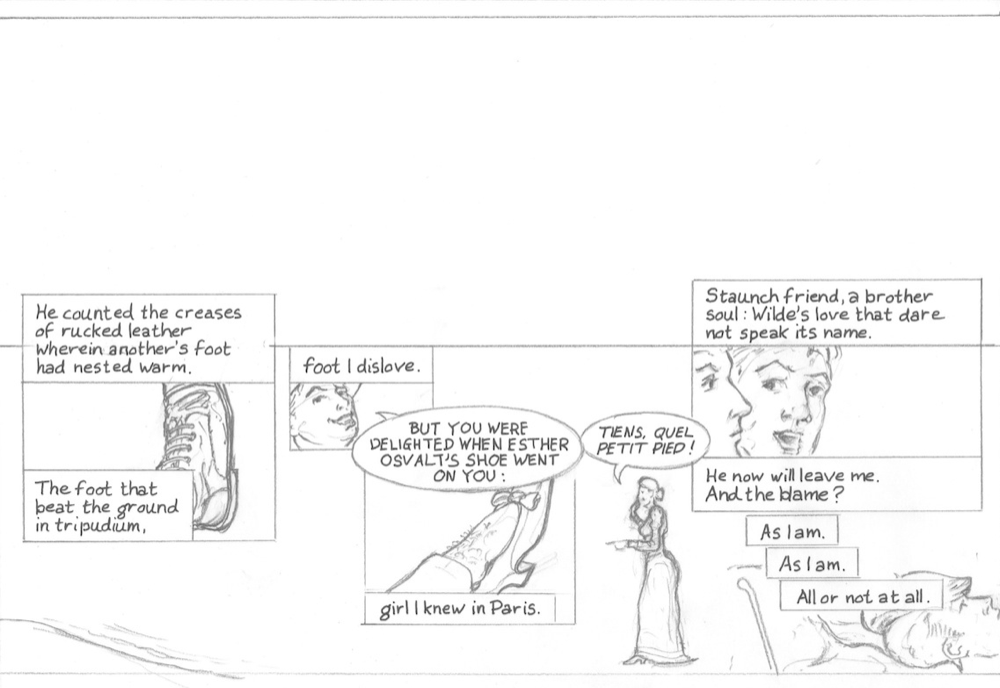 He counted the creases
of rucked leather
wherein another's foot
had nested warm.
The foot that
beat the ground
in tripudium,
foot I dislove.
BUT YOU WERE
DELIGHTED WHEN ESTHER
OSVALT'S SHOE WENT
ON YOU:
girl I knew in Paris.
TIENS, QUEL
PETIT PIED!
Staunch friend, a brother
soul: Wilde's love that dare
not speak its name.
He now will leave me.
And the blame?
As I am.
As I am.
All or not at all.